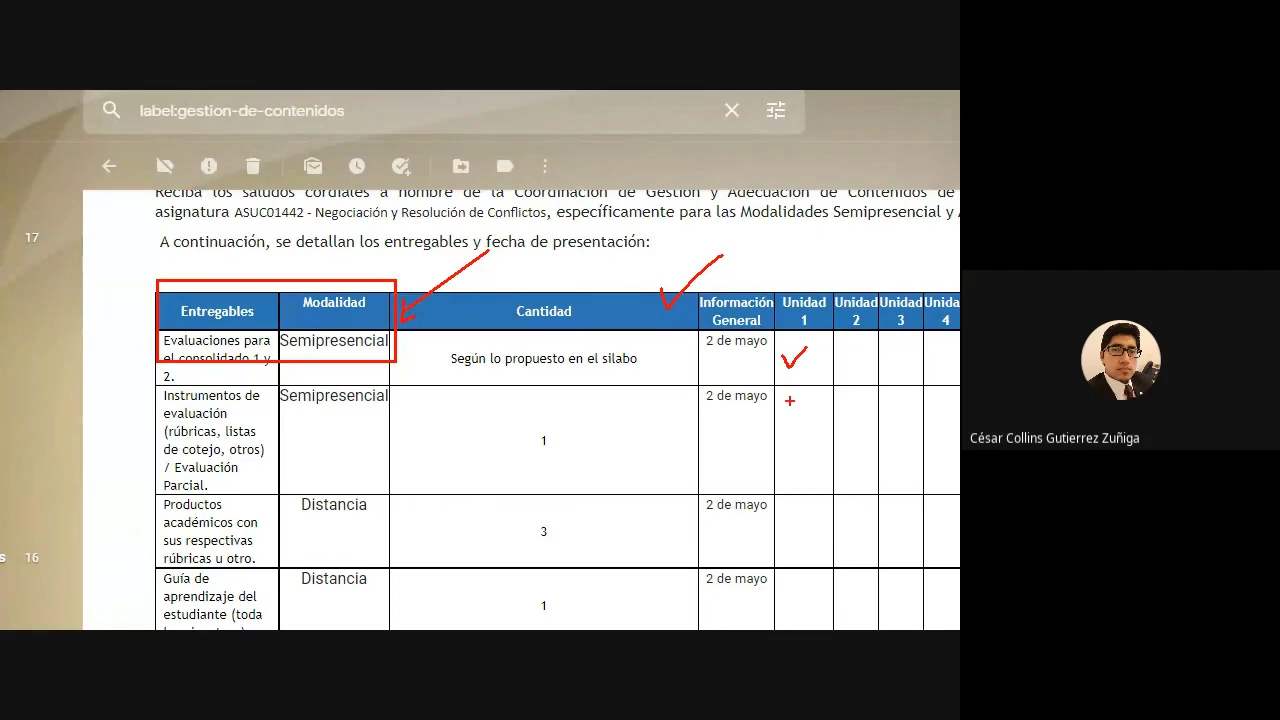 label:gestion-de-contenidos
Reciba los saludos cordiales a nombre de la Coordinación de Gestión y Adecuación de Contenidos de
asignatura ASUC01442 - Negociación y Resolución de Conflictos, específicamente para las Modalidades Semipresencial y
17
A continuación, se detallan los entregables y fecha de presentación:
Entregables
Modalidad
Cantidad
Información
General
Unidad
1
Unidad
2
Unidad
3
Unida
4
Evaluaciones para
el consolidado 1 y
2.
Semipresencial
Según lo propuesto en el silabo
2 de mayo
Instrumentos de
evaluación
(rúbricas, listas
de cotejo, otros)
/ Evaluación
Parcial.
Semipresencial
1
2 de mayo
Productos
académicos con
sus respectivas
rúbricas u otro.
Distancia
3
2 de mayo
s 16
Guía de
aprendizaje del
estudiante (toda
Distancia
1
2 de mayo
César Collins Gutierrez Zuñiga